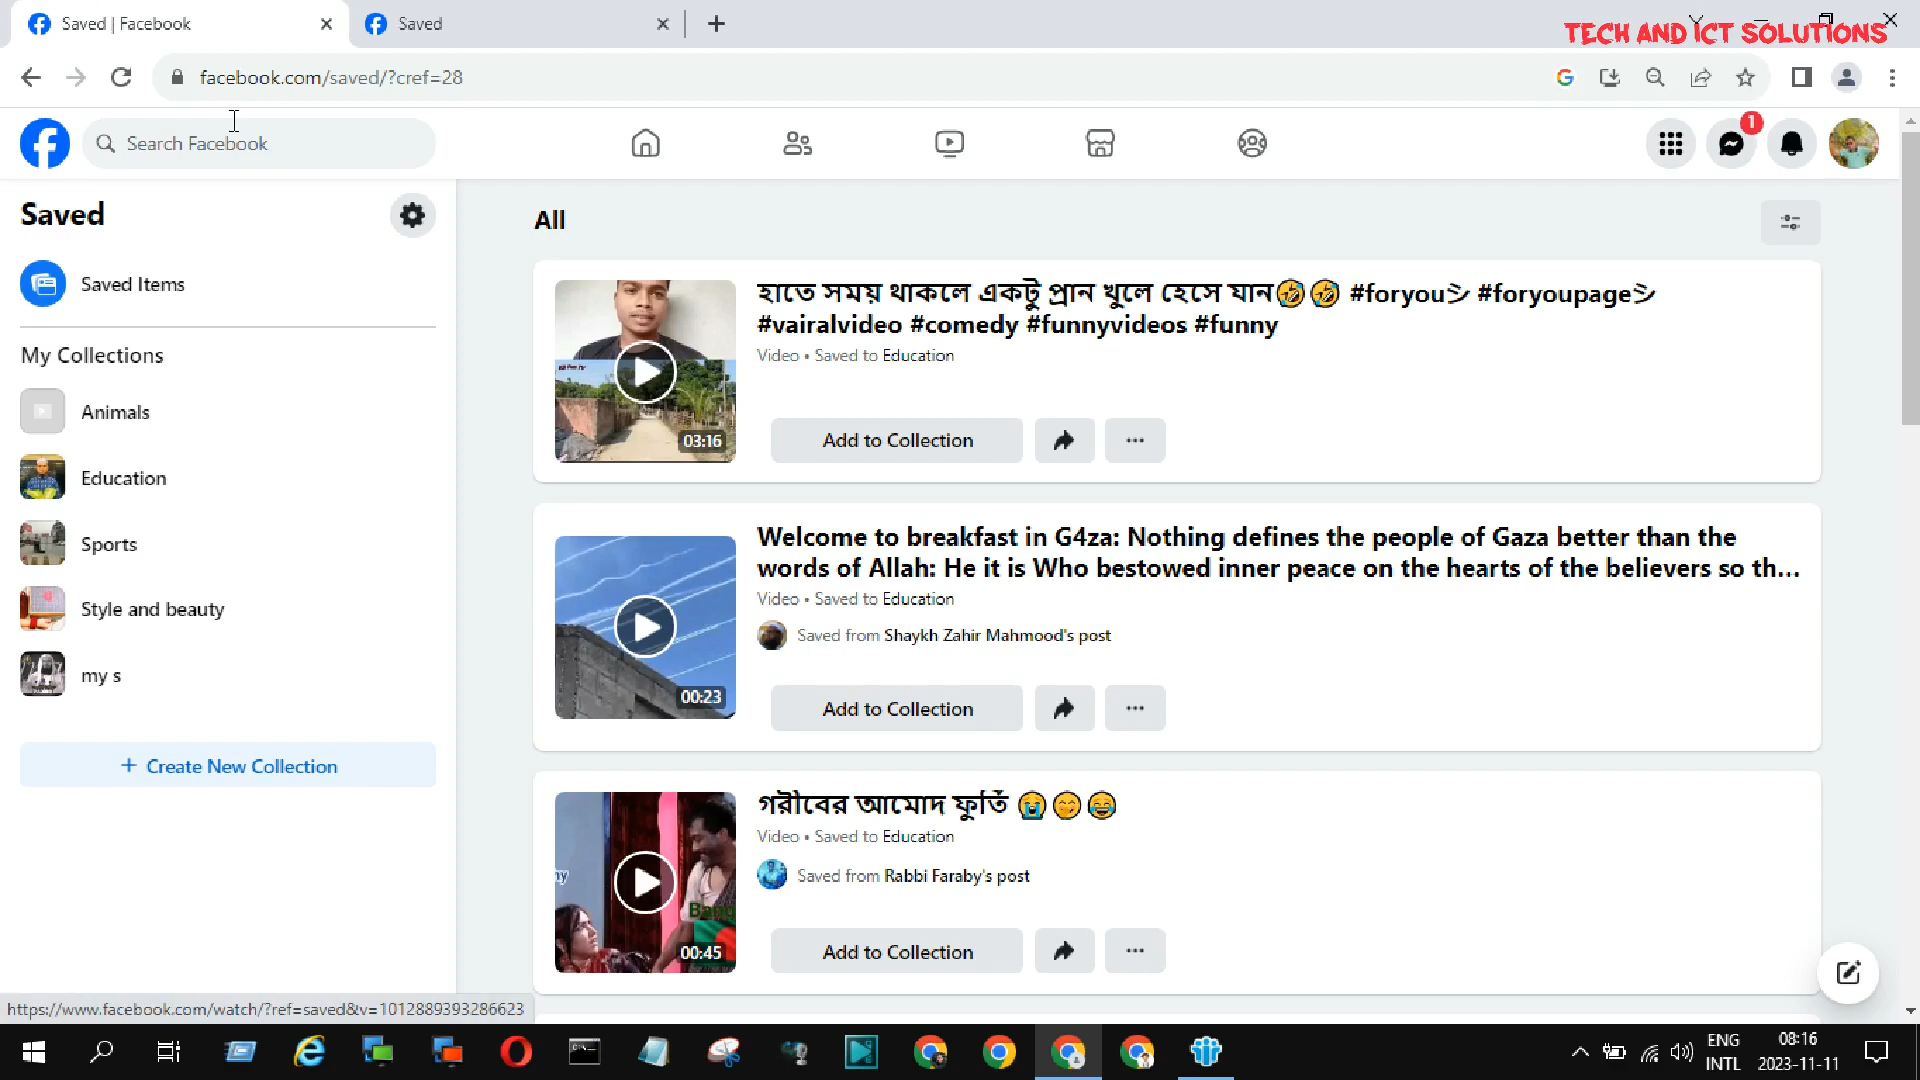 Saved | Facebook
Saved
TECH AND ICT SOLUTIONS
facebook.com/saved/?cref=28
Search Facebook
1
Saved
Saved Items
My Collections
Animals
Education
Sports
Style and beauty
my s
+ Create New Collection
All
হাতে সময় থাকলে একটু প্রান খুলে হেসে যান🤣🤣 #foryouシ #foryoupageシ
#vairalvideo #comedy #funnyvideos #funny
Video • Saved to Education
03:16
Add to Collection
Welcome to breakfast in G4za: Nothing defines the people of Gaza better than the
words of Allah: He it is Who bestowed inner peace on the hearts of the believers so th...
Video • Saved to Education
Saved from Shaykh Zahir Mahmood's post
00:23
Add to Collection
গরীবের আমোদ ফুর্তি 😭🤭😂
Video • Saved to Education
Saved from Rabbi Faraby's post
00:45
Add to Collection
https://www.facebook.com/watch/?ref=saved&v=1012889393286623
ENG
INTL
08:16
2023-11-11